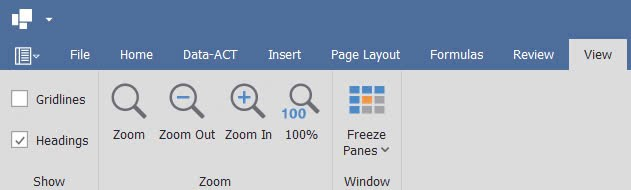 File Home Data-ACT Insert Page Layout Formulas Review View
Gridlines
Headings
Show
Zoom Zoom Out Zoom In 100 100%
Zoom
Freeze
Panes
Window